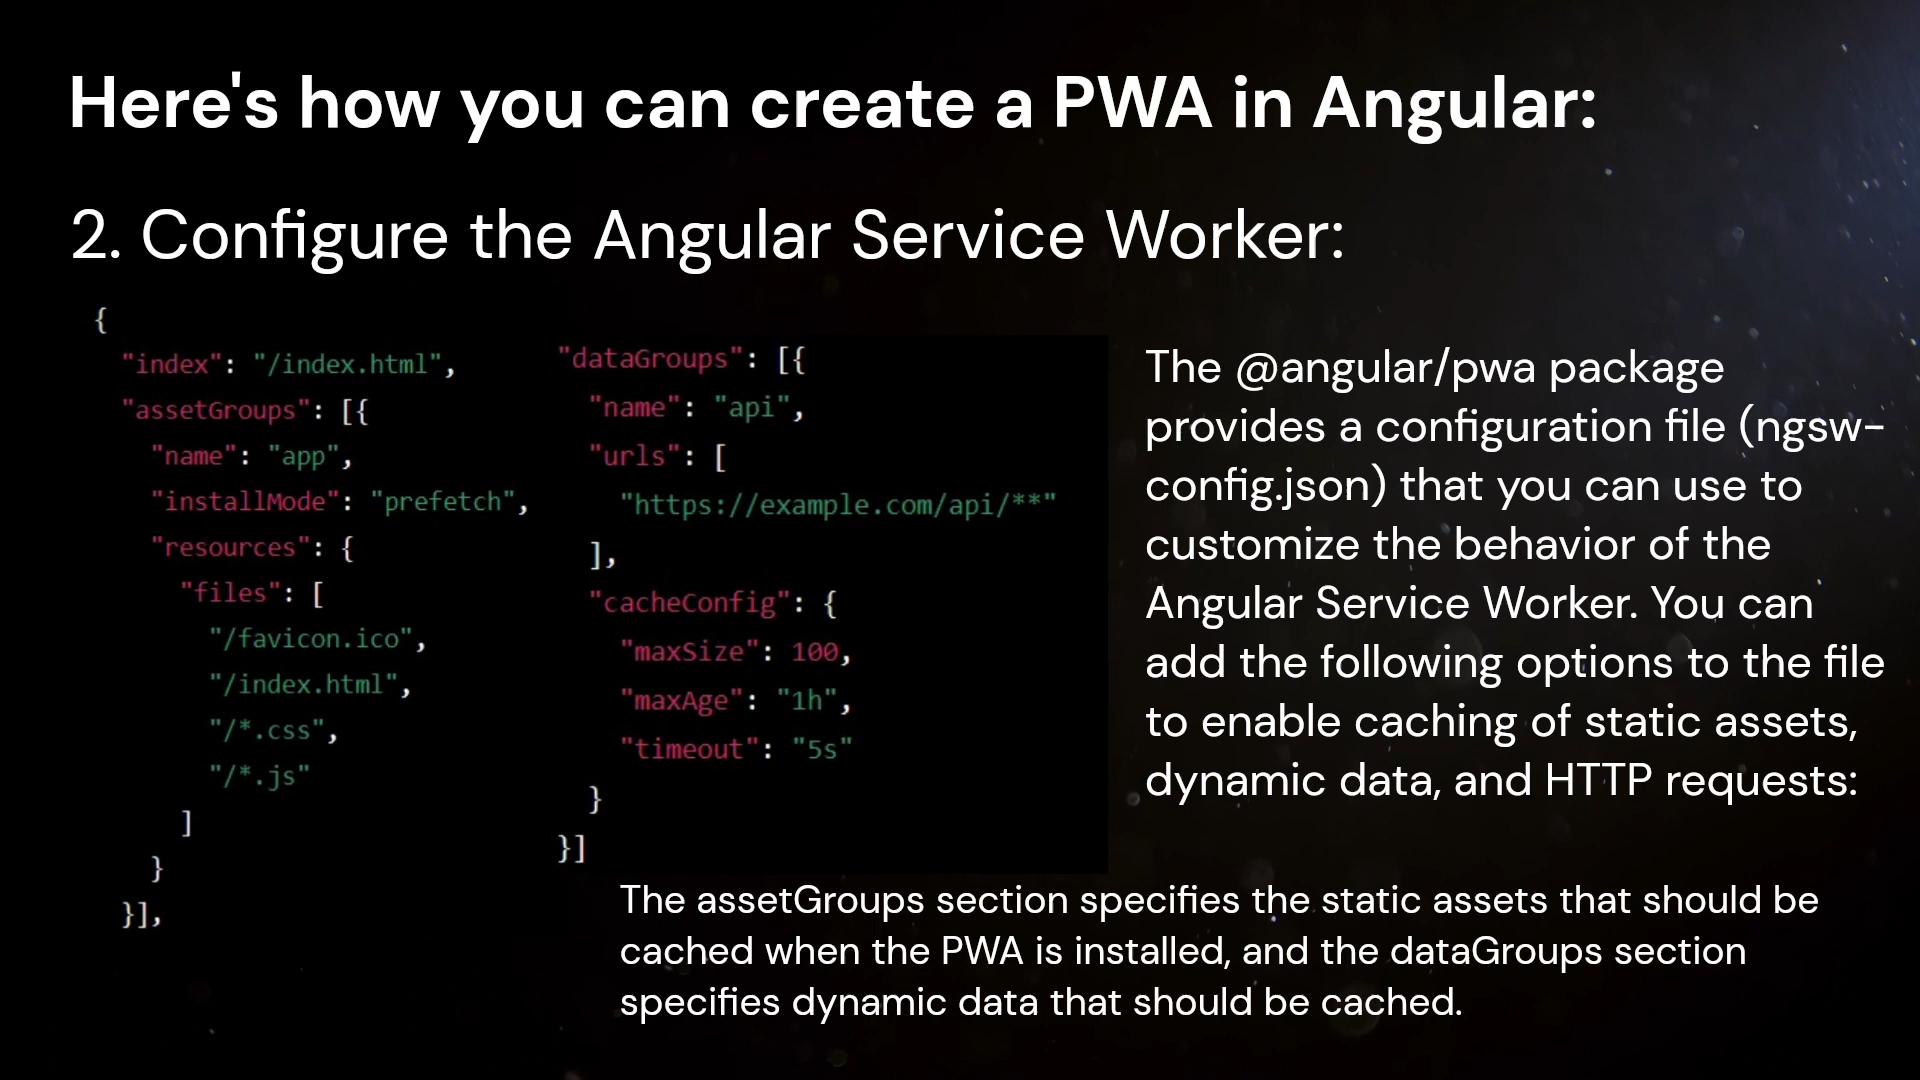 Here's how you can create a PWA in Angular:
2. Configure the Angular Service Worker:
{
"index": "/index.html",
"assetGroups": [{
"name": "app",
"installMode": "prefetch",
"resources": {
"files": [
"/favicon.ico",
"/index.html",
"/*.css",
"/*.js"
]
}
}],
"dataGroups": [{
"name": "api",
"urls": [
"https://example.com/api/**"
],
"cacheConfig": {
"maxSize": 100,
"maxAge": "1h",
"timeout": "5s"
}
}]
The @angular/pwa package
provides a configuration file (ngsw-
config.json) that you can use to
customize the behavior of the
Angular Service Worker. You can
add the following options to the file
to enable caching of static assets,
dynamic data, and HTTP requests:
The assetGroups section specifies the static assets that should be
cached when the PWA is installed, and the dataGroups section
specifies dynamic data that should be cached.